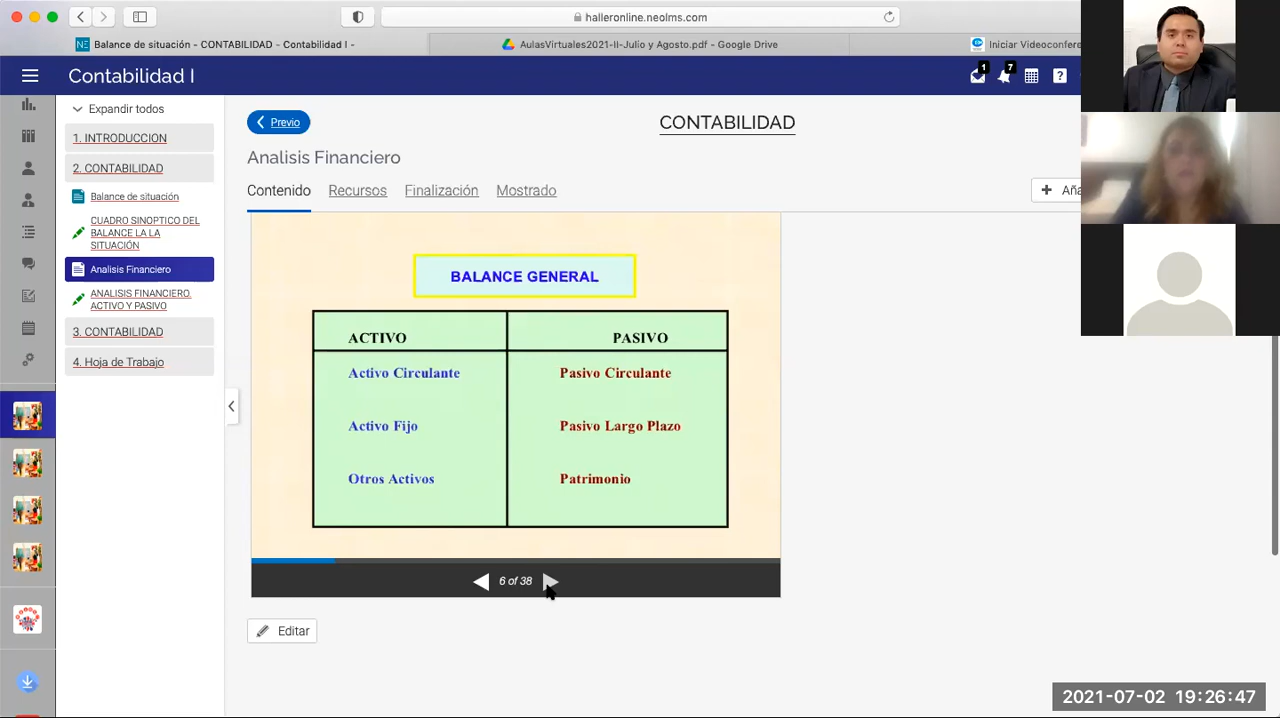 halleronline.neolms.com
Balance de situación - CONTABILIDAD - Contabilidad I -
AulasVirtuales2021-II-Julio y Agosto.pdf - Google Drive
Iniciar Videoconfe
Contabilidad I
1
7
?
Expandir todos
1. INTRODUCCION
2. CONTABILIDAD
Balance de situación
CUADRO SINOPTICO DEL
BALANCE LA LA
SITUACIÓN
Analisis Financiero
ANALISIS FINANCIERO.
ACTIVO Y PASIVO
3. CONTABILIDAD
4. Hoja de Trabajo
Previo
CONTABILIDAD
Analisis Financiero
Contenido
Recursos
Finalización
Mostrado
Aña
BALANCE GENERAL
ACTIVO
PASIVO
Activo Circulante
Pasivo Circulante
Activo Fijo
Pasivo Largo Plazo
Otros Activos
Patrimonio
6 of 38
Editar
2021-07-02 19:26:47